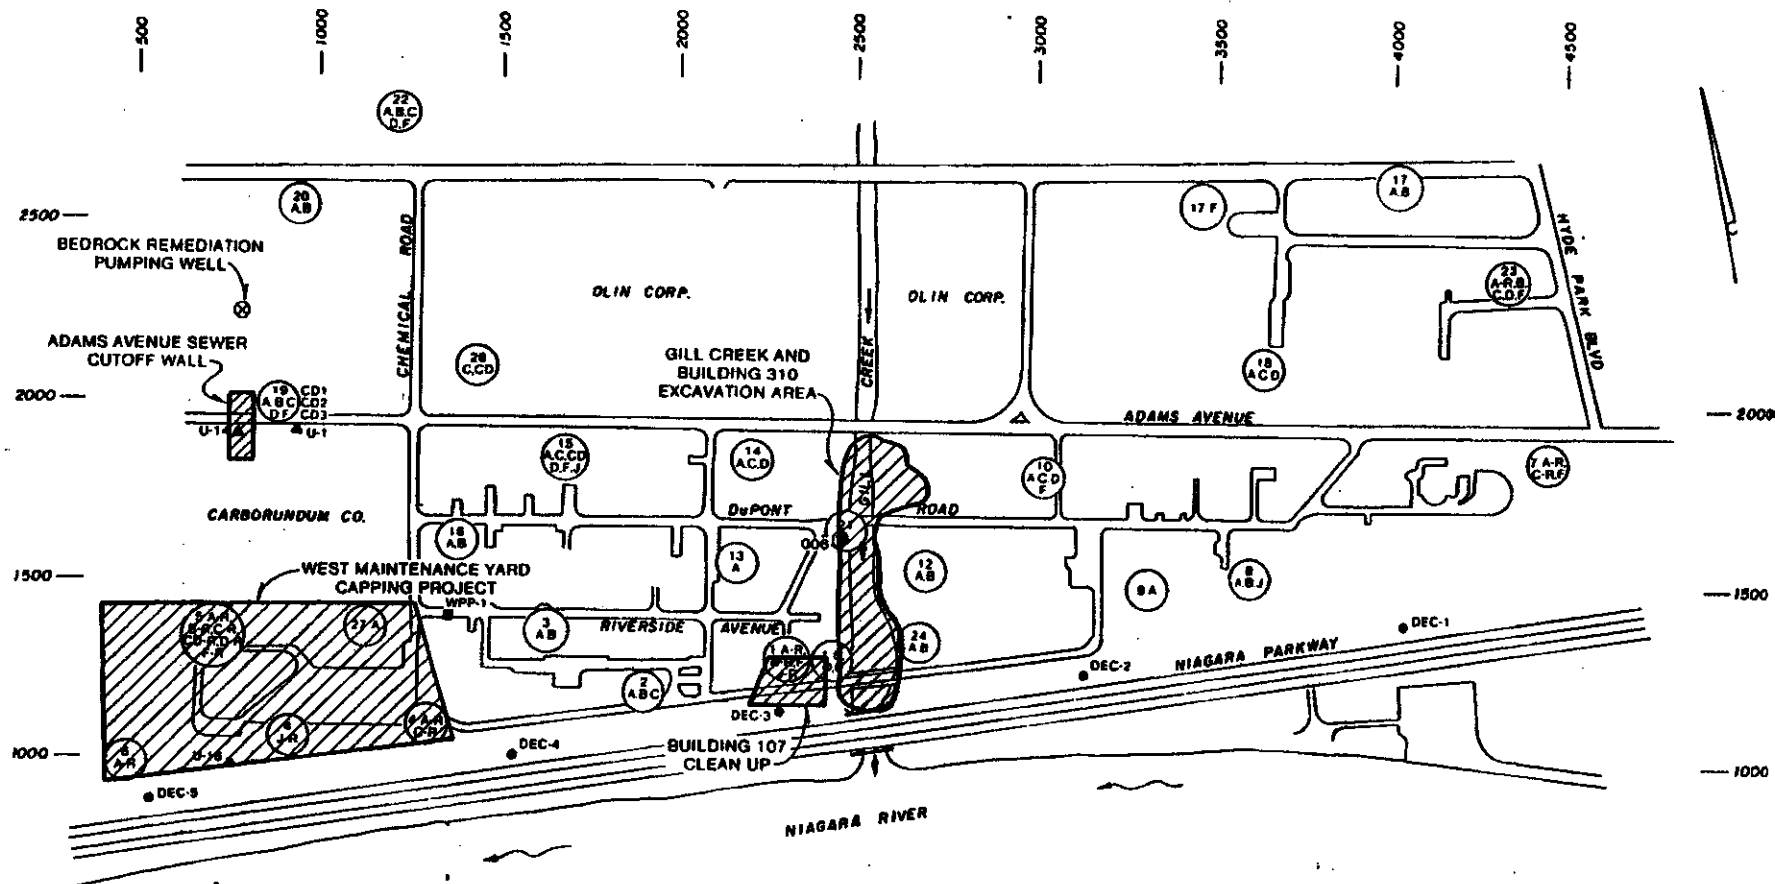 500
1000
1500
2000
2500
3000
3500
4000
4500
22
A,B,C
D,F
20
A,B
17 F
17
A,B
2500
BEDROCK REMEDIATION
PUMPING WELL
CHEMICAL ROAD
OLIN CORP.
OLIN CORP.
HYDE PARK BLVD
23
A-R,B,
C,D,F
ADAMS AVENUE SEWER
CUTOFF WALL
GILL CREEK AND
BUILDING 310
EXCAVATION AREA
CREEK
C,CD
18
A C D
2000
19
A B C
D F
CD1
CD2
CD3
U-14
U-1
ADAMS AVENUE
2000
15
A,C,CD
D,F,J
14
A,C,D
GILL
10
A C D
F
7 A-R,
C-R,F
CARBORUNDUM CO.
DuPONT ROAD
16
A,B
006
13
A
12
A,B
9 A
8
A,B,J
1500
WEST MAINTENANCE YARD
CAPPING PROJECT
WPP-1
1500
27 A
3
A B
RIVERSIDE AVENUE
24
A B
DEC-1
NIAGARA PARKWAY
DEC-2
2
A,B,C
DEC-3
1000
6
A-R
J-R
U-16
DEC-4
BUILDING 107
CLEAN UP
1000
DEC-5
NIAGARA RIVER